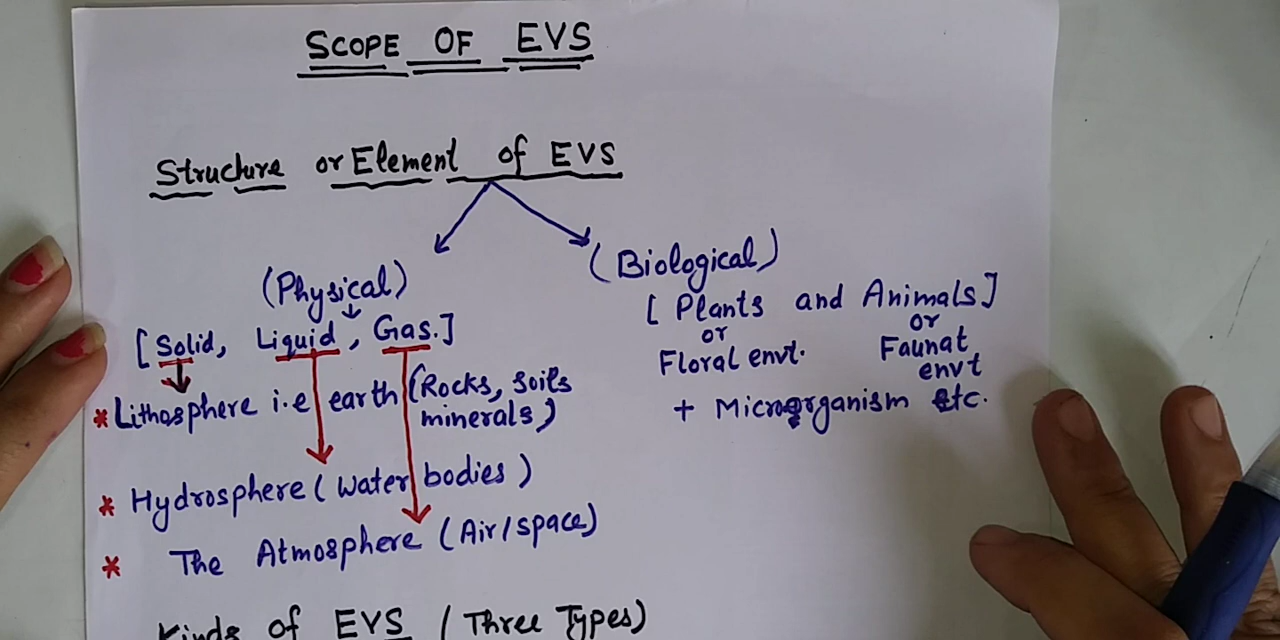 SCOPE OF EVS
Structure or Element of EVS
(Physical)
[Solid, Liquid, Gas.]
* Lithosphere i.e earth (Rocks, soils
minerals)
* Hydrosphere (water bodies)
* The Atmosphere (Air/space)
(Biological)
[Plants and Animals]
or or
Floral envt. Faunat
envt
+ Microorganism etc.
Kinds of EVS (Three Types)